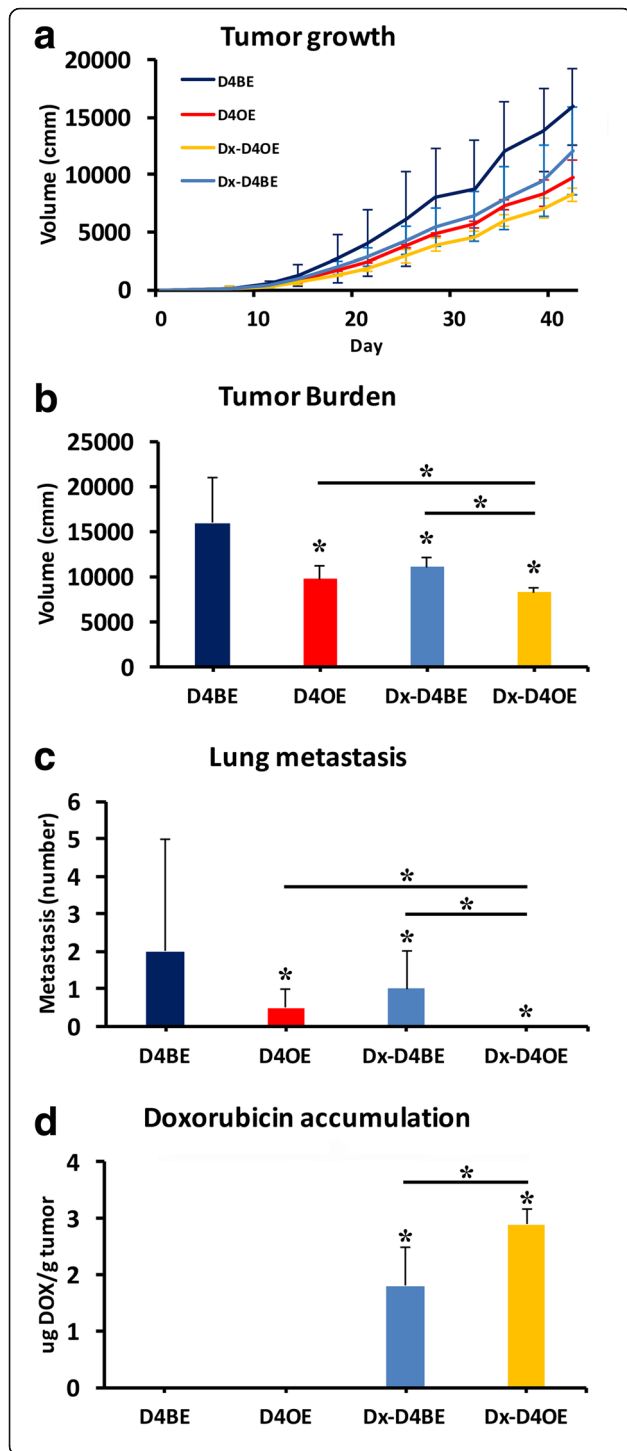 a
Tumor growth
20000
15000
10000
5000
0
Volume (cmm)
D4BE
D4OE
Dx-D4OE
Dx-D4BE
0 10 20 30 40
Day
b
Tumor Burden
25000
20000
15000
10000
5000
0
Volume (cmm)
*
*
*
*
*
D4BE D4OE Dx-D4BE Dx-D4OE
c
Lung metastasis
6
5
4
3
2
1
0
Metastasis (number)
*
*
*
*
*
D4BE D4OE Dx-D4BE Dx-D4OE
d
Doxorubicin accumulation
4
3
2
1
0
ug DOX/g tumor
*
*
*
D4BE D4OE Dx-D4BE Dx-D4OE